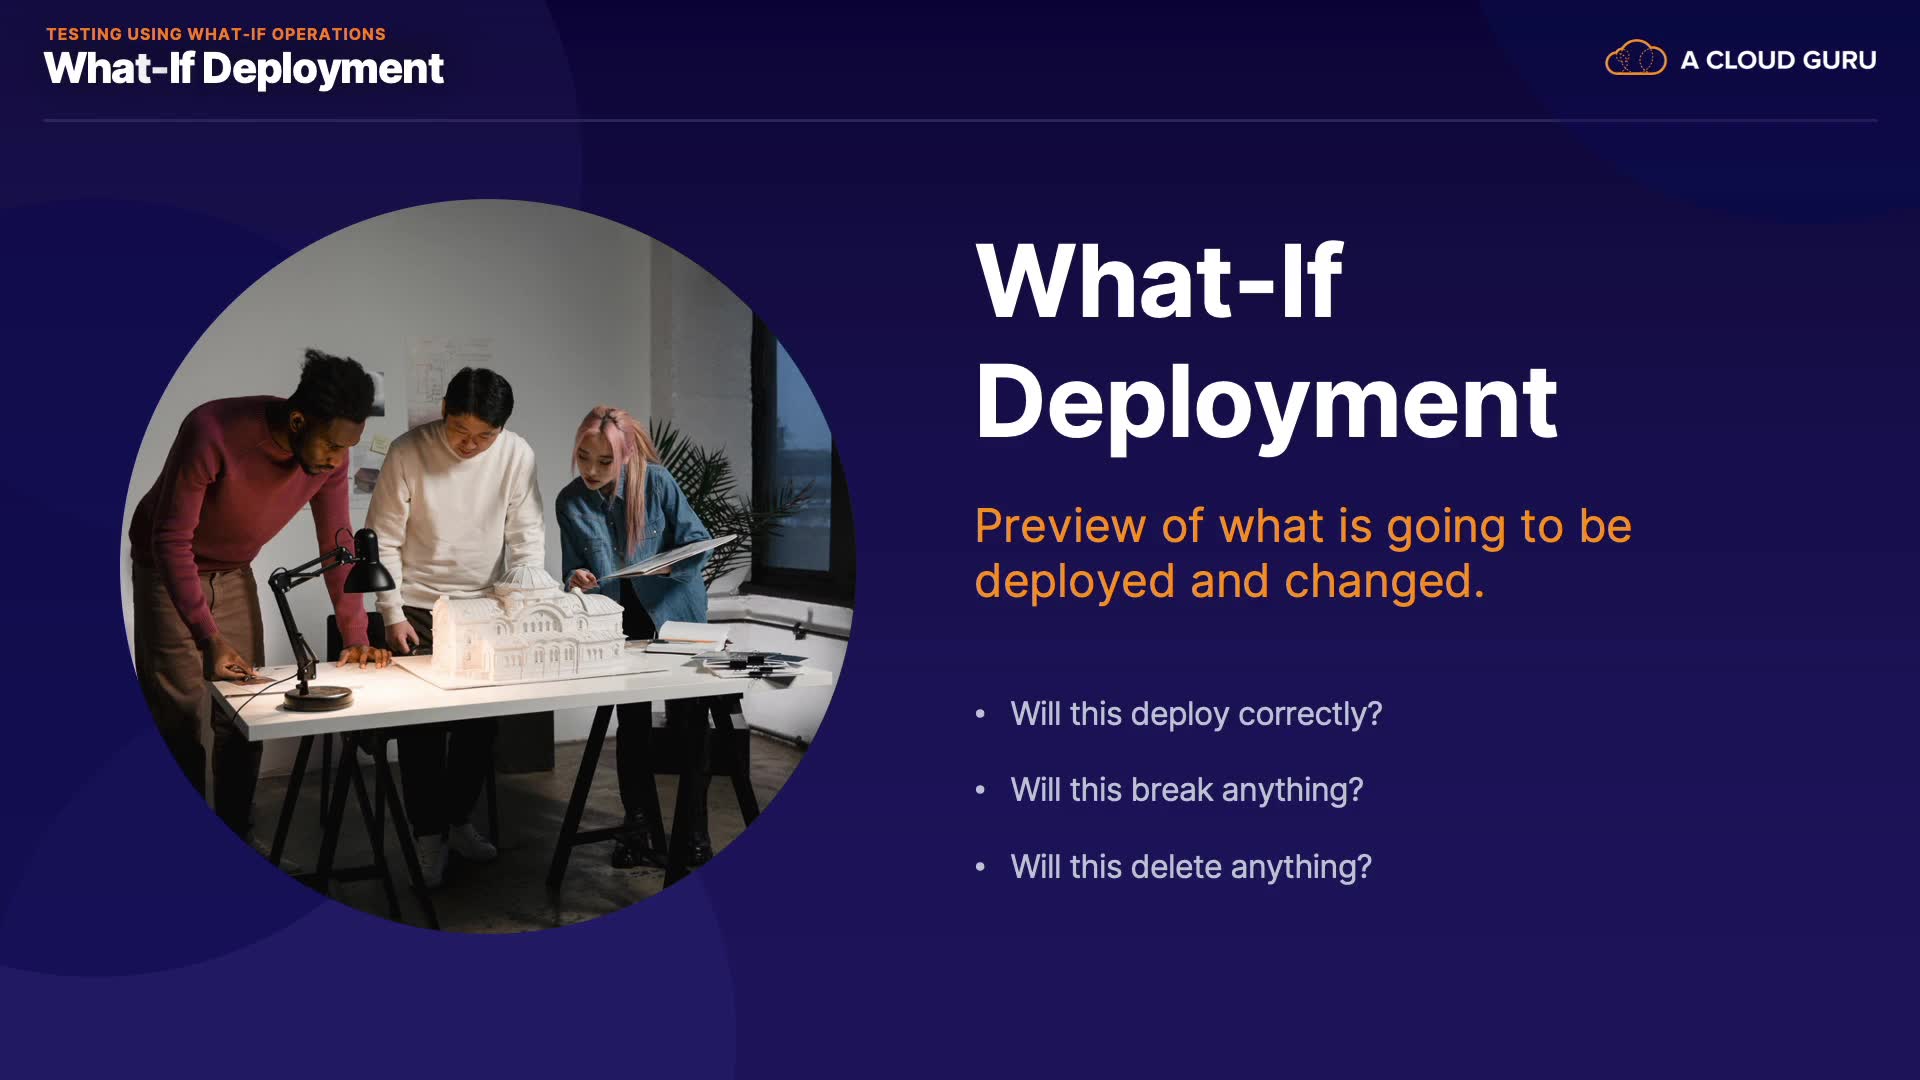 TESTING USING WHAT-IF OPERATIONS
What-If Deployment
A CLOUD GURU
What-If
Deployment
Preview of what is going to be
deployed and changed.
• Will this deploy correctly?
• Will this break anything?
• Will this delete anything?